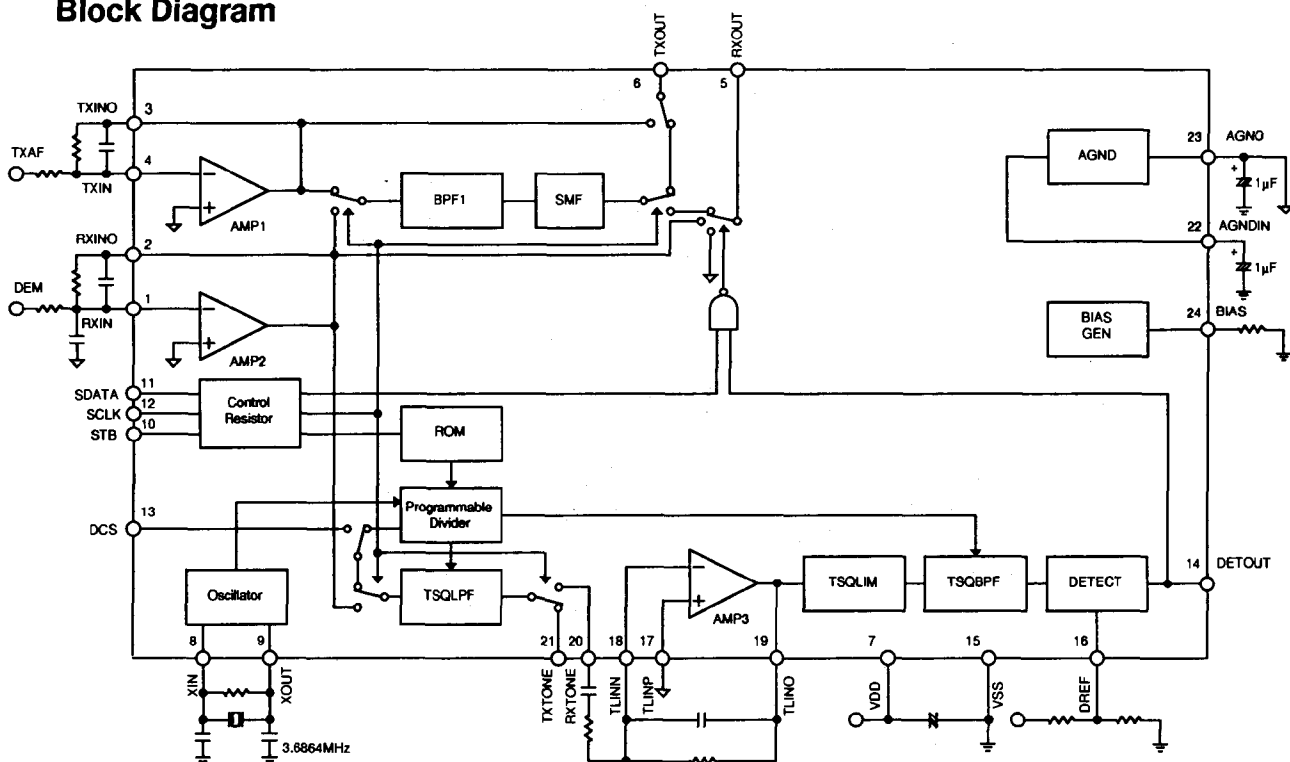 Block Diagram
TXOUT
RXOUT
6
5
TXINO
3
TXAF
4
TXIN
AMP1
BPF1
SMF
AGND
23
AGNO
+
1µF
22
AGNDIN
+
1µF
RXINO
2
DEM
1
RXIN
AMP2
BIAS
GEN
24
BIAS
SDATA
11
SCLK
12
STB
10
Control
Resistor
ROM
DCS
13
Programmable
Divider
Oscillator
TSQLPF
AMP3
TSQLIM
TSQBPF
DETECT
14
DETOUT
8
9
21
20
18
17
19
7
15
16
XIN
XOUT
TXTONE
RXTONE
TLINN
TLINP
TLINO
VDD
VSS
DREF
3.6864MHz